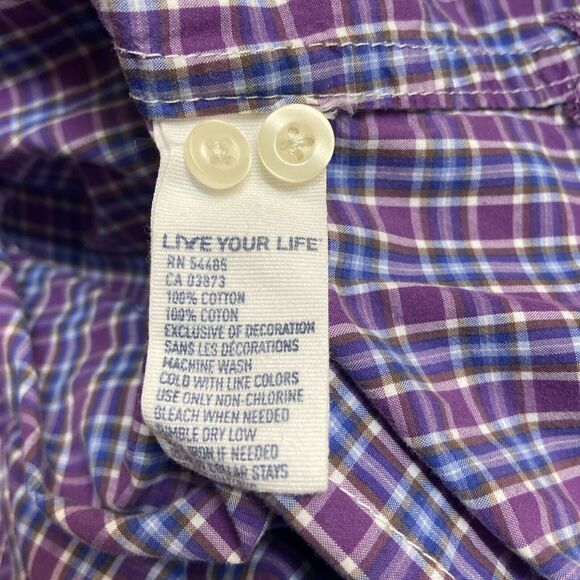 LIVE YOUR LIFE
RN 54485
CA 03873
100% COTTON
100% COTON
EXCLUSIVE OF DECORATION
SANS LES DÉCORATIONS
MACHINE WASH
COLD WITH LIKE COLORS
USE ONLY NON-CHLORINE
BLEACH WHEN NEEDED
DRY LOW
IF NEEDED
COLLAR STAYS